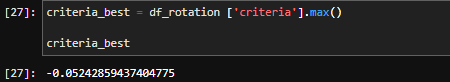 [27]: criteria_best = df_rotation ['criteria'].max()
criteria_best
[27]: -0.05242859437404775